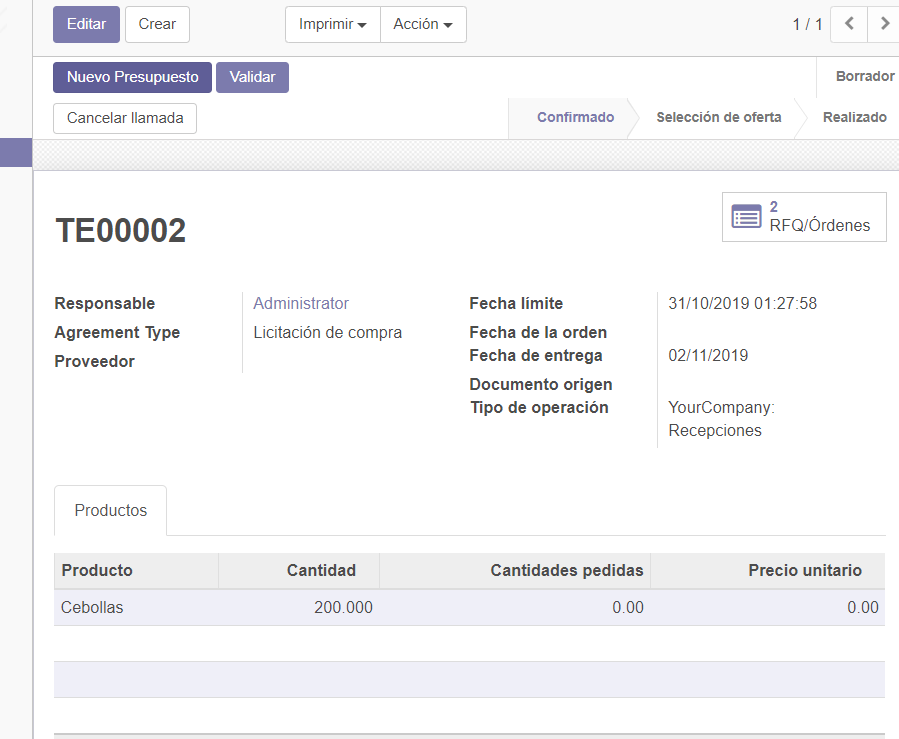 Editar Crear Imprimir Acción 1 / 1
Nuevo Presupuesto Validar Borrador
Cancelar llamada Confirmado Selección de oferta Realizado
TE00002
2
RFQ/Órdenes
Responsable Administrator
Agreement Type Licitación de compra
Proveedor
Fecha límite 31/10/2019 01:27:58
Fecha de la orden
Fecha de entrega 02/11/2019
Documento origen
Tipo de operación YourCompany:
Recepciones
Productos
Producto Cantidad Cantidades pedidas Precio unitario
Cebollas 200.000 0.00 0.00